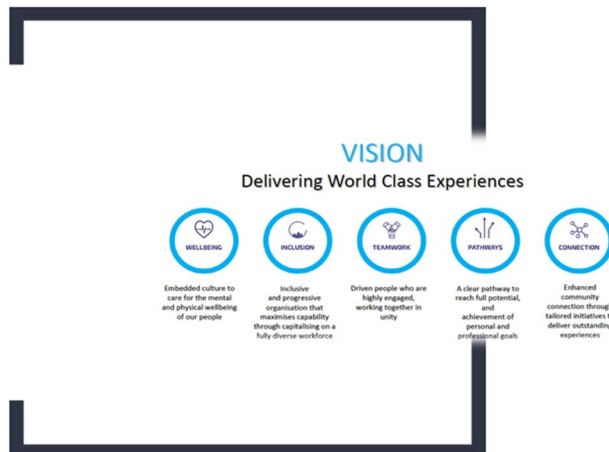 VISION
Delivering World Class Experiences
WELLBEING
INCLUSION
TEAMWORK
PATHWAYS
CONNECTION
Embedded culture to
care for the mental
and physical wellbeing
of our people
Inclusive
and progressive
organisation that
maximises capability
through capitalising on a
fully diverse workforce
Driven people who are
highly engaged,
working together in
unity
A clear pathway to
reach full potential,
and
achievement of
personal and
professional goals
Enhanced
community
connection through
tailored initiatives
deliver outstanding
experiences